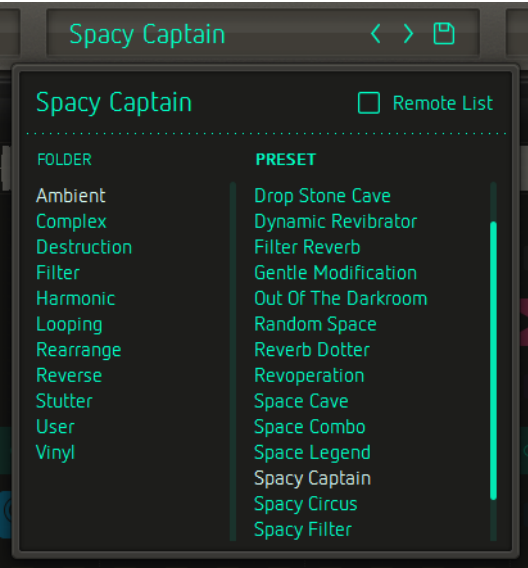 Spacy Captain
Spacy Captain
Remote List
FOLDER
PRESET
Ambient
Complex
Destruction
Filter
Harmonic
Looping
Rearrange
Reverse
Stutter
User
Vinyl
Drop Stone Cave
Dynamic Revibrator
Filter Reverb
Gentle Modification
Out Of The Darkroom
Random Space
Reverb Dotter
Revoperation
Space Cave
Space Combo
Space Legend
Spacy Captain
Spacy Circus
Spacy Filter